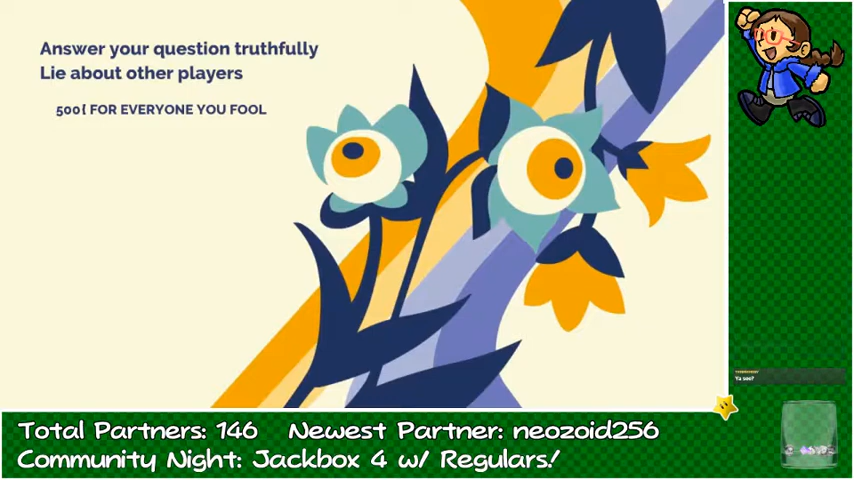 Answer your question truthfully
Lie about other players
500{ FOR EVERYONE YOU FOOL
Ya see?
Total Partners: 146 Newest Partner: neozoid256
Community Night: Jackbox 4 w/ Regulars!